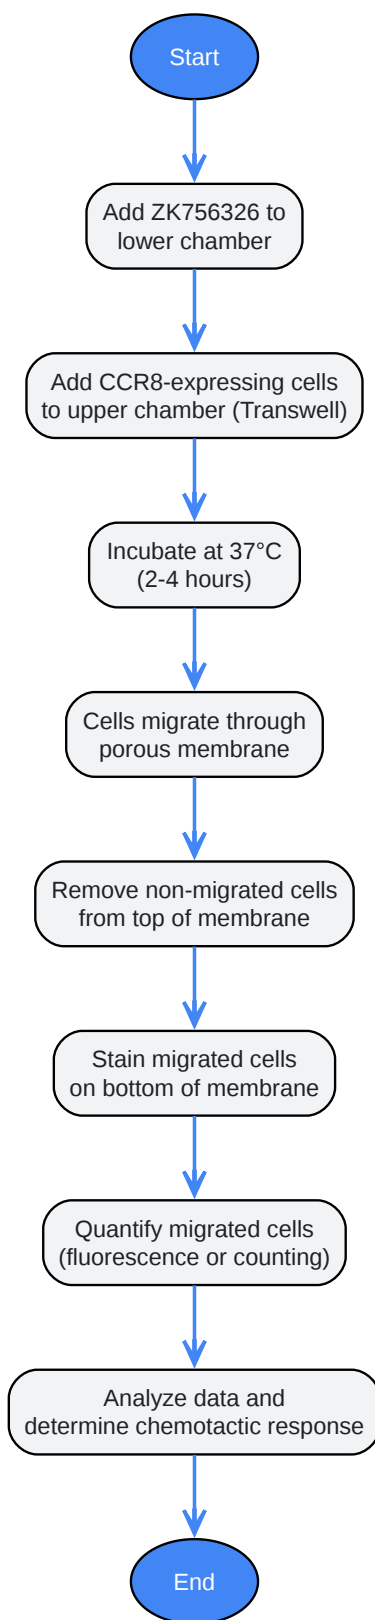 Start
Add ZK756326 to
lower chamber
Add CCR8-expressing cells
to upper chamber (Transwell)
Incubate at 37°C
(2-4 hours)
Cells migrate through
porous membrane
Remove non-migrated cells
from top of membrane
Stain migrated cells
on bottom of membrane
Quantify migrated cells
(fluorescence or counting)
Analyze data and
determine chemotactic response
End